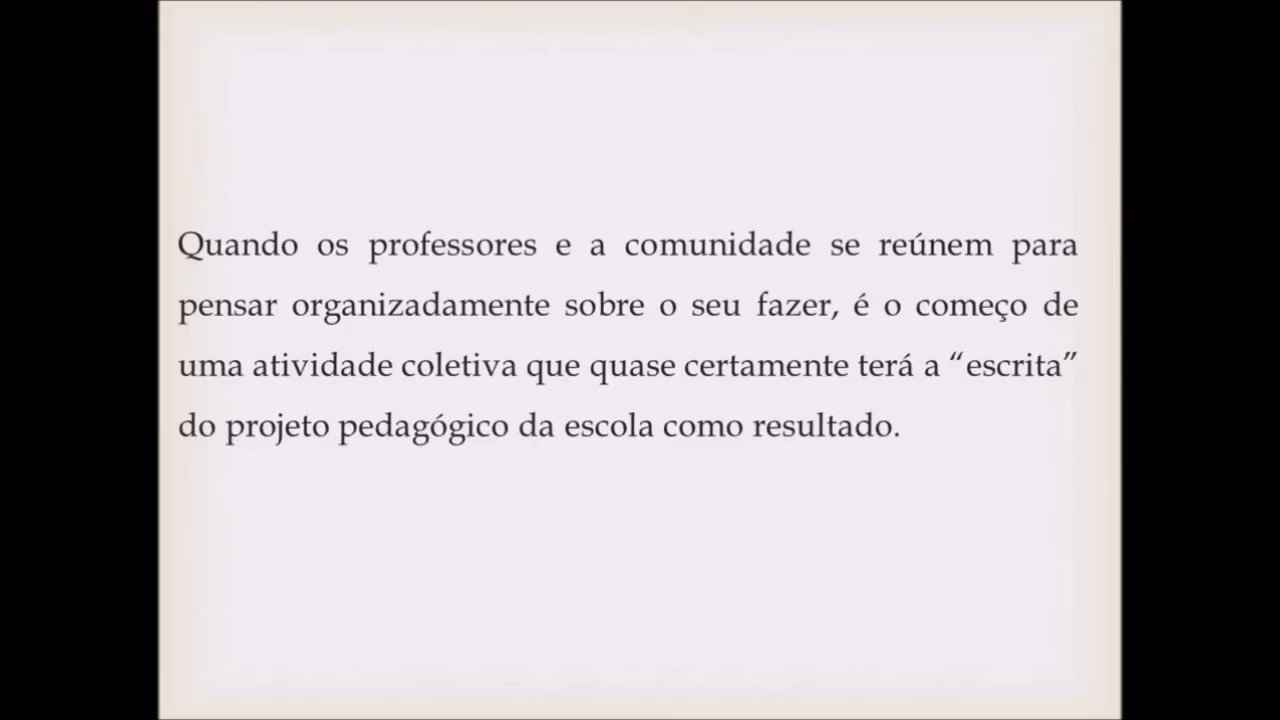 Quando os professores e a comunidade se reúnem para
pensar organizadamente sobre o seu fazer, é o começo de
uma atividade coletiva que quase certamente terá a “escrita”
do projeto pedagógico da escola como resultado.